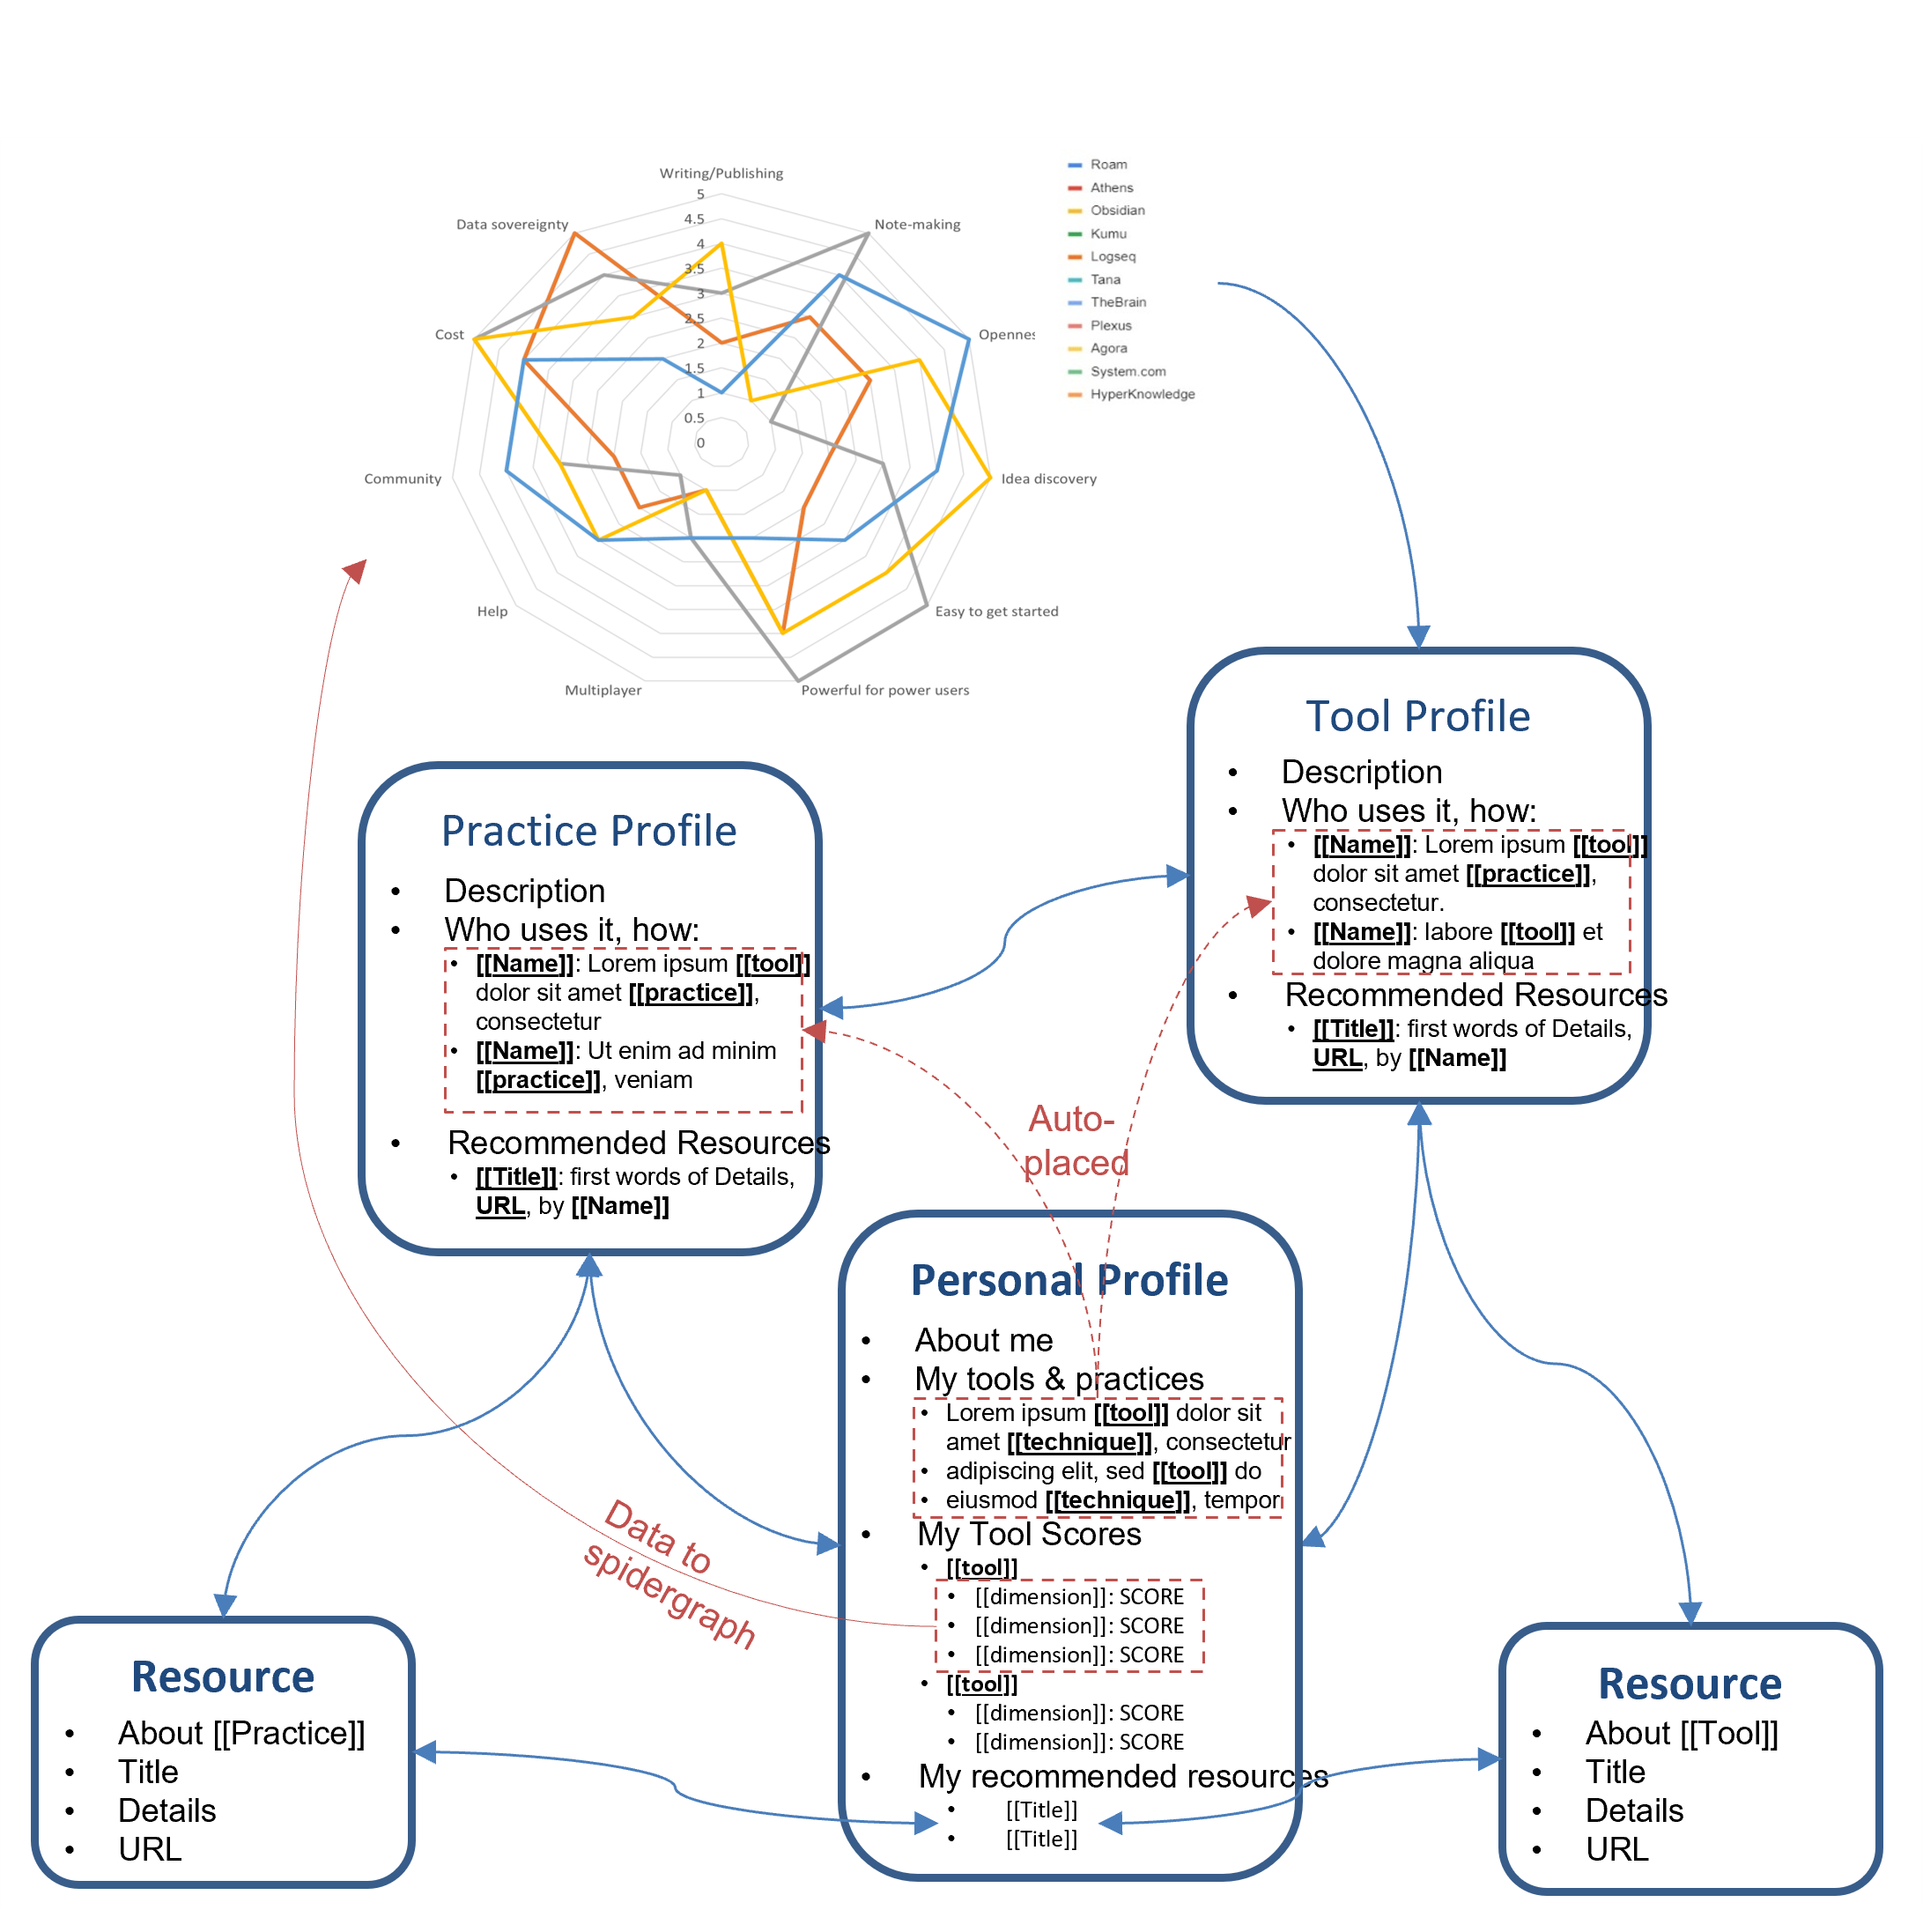 Writing/Publishing
Note-making
Opennes
Idea discovery
Easy to get started
Powerful for power users
Multiplayer
Help
Community
Cost
Data sovereignty
5
4.5
4
3.5
3
2.5
2
1.5
1
0.5
0
Roam
Athens
Obsidian
Kumu
Logseq
Tana
TheBrain
Plexus
Agora
System.com
HyperKnowledge
Tool Profile
• Description
• Who uses it, how:
• [[Name]]: Lorem ipsum [[tool]]
dolor sit amet [[practice]],
consectetur.
• [[Name]]: labore [[tool]] et
dolore magna aliqua
• Recommended Resources
• [[Title]]: first words of Details,
URL, by [[Name]]
Practice Profile
• Description
• Who uses it, how:
• [[Name]]: Lorem ipsum [[tool]]
dolor sit amet [[practice]],
consectetur
• [[Name]]: Ut enim ad minim
[[practice]], veniam
• Recommended Resources
• [[Title]]: first words of Details,
URL, by [[Name]]
Auto-
placed
Personal Profile
• About me
• My tools & practices
• Lorem ipsum [[tool]] dolor sit
amet [[technique]], consectetur
• adipiscing elit, sed [[tool]] do
• eiusmod [[technique]], tempor
• My Tool Scores
• [[tool]]
• [[dimension]]: SCORE
• [[dimension]]: SCORE
• [[dimension]]: SCORE
• [[tool]]
• [[dimension]]: SCORE
• [[dimension]]: SCORE
• My recommended resources
• [[Title]]
• [[Title]]
Data to
spidergraph
Resource
• About [[Practice]]
• Title
• Details
• URL
Resource
• About [[Tool]]
• Title
• Details
• URL